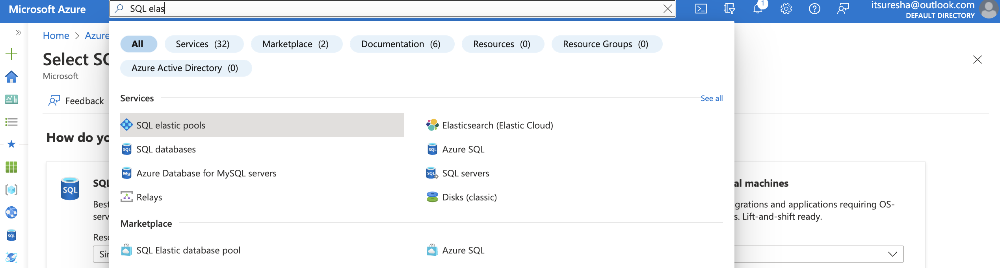 Microsoft Azure
SQL elas
1
itsuresha@outlook.com
DEFAULT DIRECTORY
Home > Azure
Select SQ
Microsoft
Feedback
How do yo
All
Services (32)
Marketplace (2)
Documentation (6)
Resources (0)
Resource Groups (0)
Azure Active Directory (0)
Services
See all
SQL elastic pools
Elasticsearch (Elastic Cloud)
SQL databases
Azure SQL
Azure Database for MySQL servers
SQL servers
Relays
Disks (classic)
Marketplace
SQL Elastic database pool
Azure SQL
SQL
SQL
Best
serv
Reso
Sin
al machines
grations and applications requiring OS-
s. Lift-and-shift ready.